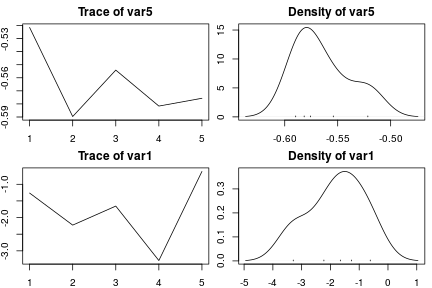 Trace of var5
Density of var5
-0.53
-0.56
-0.59
1 2 3 4 5
15
10
5
0
-0.60 -0.55 -0.50
Trace of var1
Density of var1
-1.0
-2.0
-3.0
1 2 3 4 5
0.3
0.2
0.1
0.0
-5 -4 -3 -2 -1 0 1